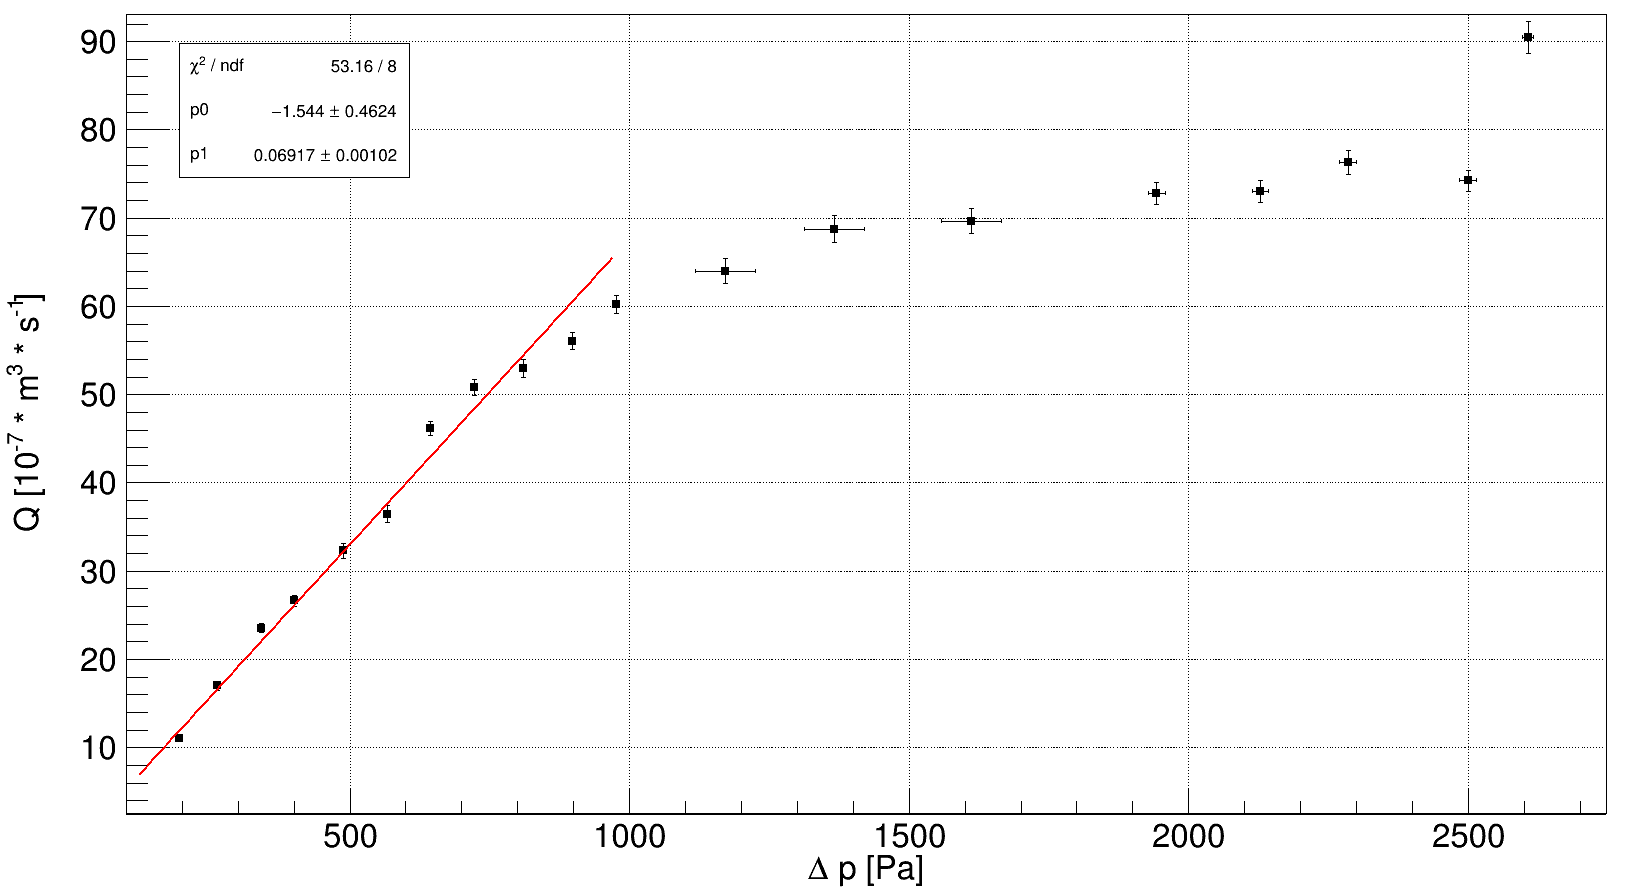 90
80
70
60
50
40
30
20
10
Q [10⁻⁷ * m³ * s⁻¹]
χ² / ndf 53.16 / 8
p0 −1.544 ± 0.4624
p1 0.06917 ± 0.00102
500 1000 1500 2000 2500
Δ p [Pa]